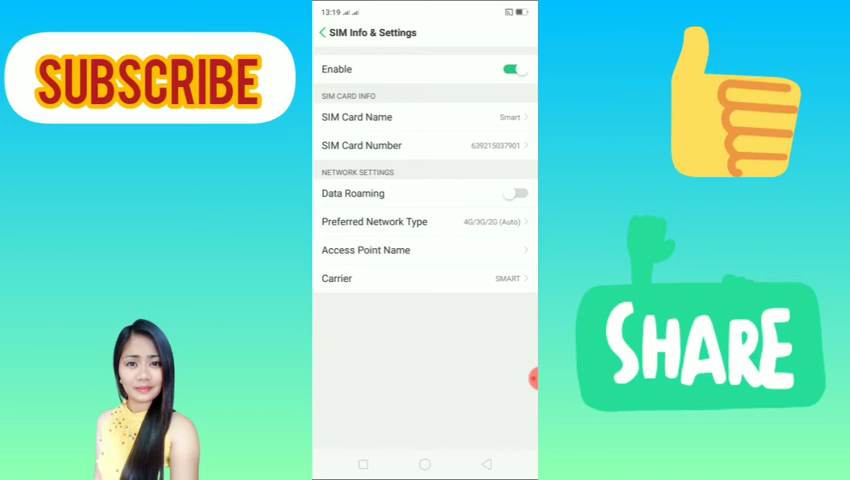 SUBSCRIBE
13:19
SIM Info & Settings
Enable
SIM CARD INFO
SIM Card Name Smart
SIM Card Number 639215037901
NETWORK SETTINGS
Data Roaming
Preferred Network Type 4G/3G/2G (Auto)
Access Point Name
Carrier SMART
SHARE